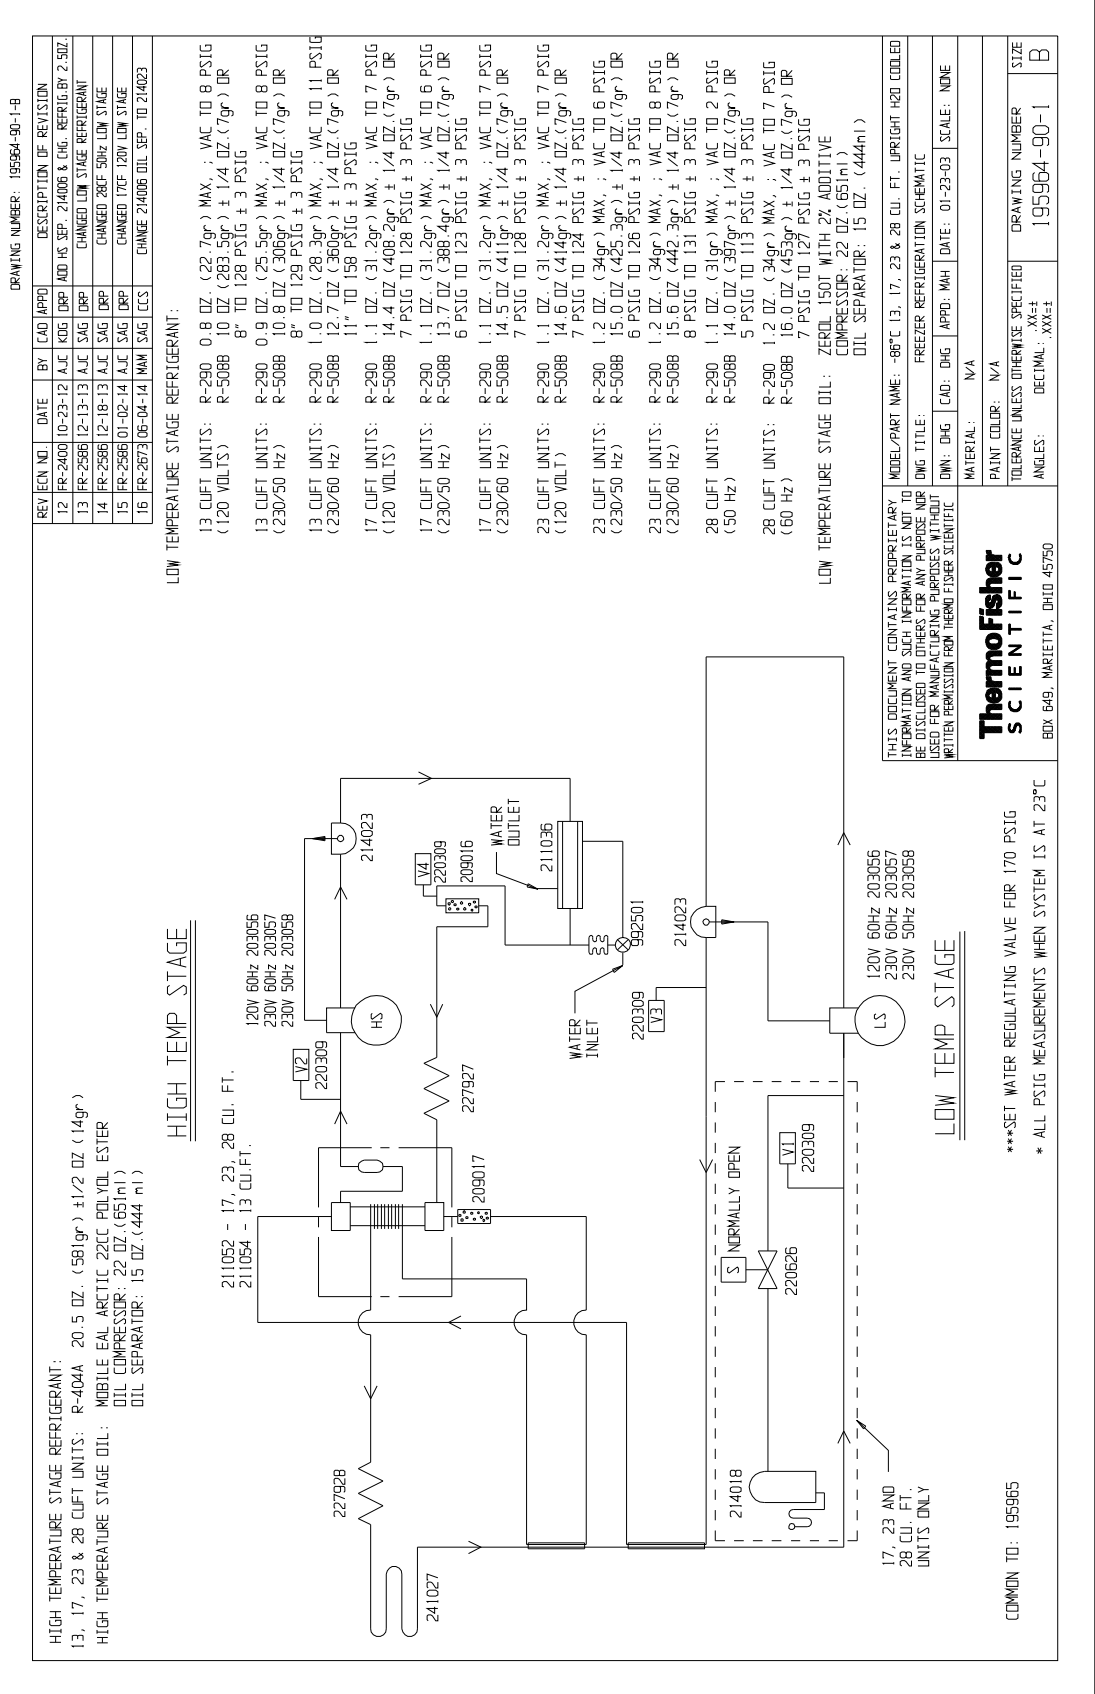 DRAWING NUMBER: 195964-90-1-B
REV ECN NO. DATE BY CAD APPD DESCRIPTION OF REVISION
12 FR-2400 10-23-12 AJC KDG DRP ADD HS SEP. 214006 & CHG. REFRIG.BY 2.5OZ.
13 FR-2586 12-13-13 AJC SAG DRP CHANGED LOW STAGE REFRIGERANT
14 FR-2586 12-18-13 AJC SAG DRP CHANGED 28CF 50Hz LOW STAGE
15 FR-2586 01-02-14 AJC SAG DRP CHANGED 17CF 120V LOW STAGE
16 FR-2673 06-04-14 MAM SAG CCS CHANGE 214006 OIL SEP. TO 214023
HIGH TEMPERATURE STAGE REFRIGERANT:
13, 17, 23 & 28 CUFT UNITS: R-404A 20.5 OZ. (581gr) ±1/2 OZ (14gr)
HIGH TEMPERATURE STAGE OIL: MOBILE EAL ARCTIC 22CC POLYOL ESTER
OIL COMPRESSOR: 22 OZ.(651ml)
OIL SEPARATOR: 15 OZ.(444 ml)
HIGH TEMP STAGE
LOW TEMPERATURE STAGE REFRIGERANT:
13 CUFT UNITS: R-290 0.8 OZ. (22.7gr) MAX, ; VAC TO 8 PSIG
(120 VOLTS) R-508B 10 OZ (283.5gr) ± 1/4 OZ.(7gr) OR
8" TO 128 PSIG ± 3 PSIG
13 CUFT UNITS: R-290 0.9 OZ. (25.5gr) MAX, ; VAC TO 8 PSIG
(230/50 Hz) R-508B 10.8 OZ (306gr) ± 1/4 OZ.(7gr) OR
8" TO 129 PSIG ± 3 PSIG
13 CUFT UNITS: R-290 1.0 OZ. (28.3gr) MAX, ; VAC TO 11 PSIG
(230/60 Hz) R-508B 12.7 OZ (360gr) ± 1/4 OZ.(7gr) OR
11" TO 158 PSIG ± 3 PSIG
17 CUFT UNITS: R-290 1.1 OZ. (31.2gr) MAX, ; VAC TO 7 PSIG
(120 VOLTS) R-508B 14.4 OZ (408.2gr) ± 1/4 OZ.(7gr) OR
7 PSIG TO 128 PSIG ± 3 PSIG
17 CUFT UNITS: R-290 1.1 OZ. (31.2gr) MAX, ; VAC TO 6 PSIG
(230/50 Hz) R-508B 13.7 OZ (388.4gr) ± 1/4 OZ.(7gr) OR
6 PSIG TO 123 PSIG ± 3 PSIG
17 CUFT UNITS: R-290 1.1 OZ. (31.2gr) MAX, ; VAC TO 7 PSIG
(230/60 Hz) R-508B 14.5 OZ (411gr) ± 1/4 OZ.(7gr) OR
7 PSIG TO 128 PSIG ± 3 PSIG
23 CUFT UNITS: R-290 1.1 OZ. (31.2gr) MAX, ; VAC TO 7 PSIG
(120 VOLT) R-508B 14.6 OZ (414gr) ± 1/4 OZ.(7gr) OR
7 PSIG TO 124 PSIG ± 3 PSIG
23 CUFT UNITS: R-290 1.2 OZ. (34gr) MAX, ; VAC TO 6 PSIG
(230/50 Hz) R-508B 15.0 OZ (425.3gr) ± 1/4 OZ.(7gr) OR
6 PSIG TO 126 PSIG ± 3 PSIG
23 CUFT UNITS: R-290 1.2 OZ. (34gr) MAX, ; VAC TO 8 PSIG
(230/60 Hz) R-508B 15.6 OZ (442.3gr) ± 1/4 OZ.(7gr) OR
8 PSIG TO 131 PSIG ± 3 PSIG
28 CUFT UNITS: R-290 1.1 OZ. (31gr) MAX, ; VAC TO 2 PSIG
(50 Hz) R-508B 14.0 OZ (397gr) ± 1/4 OZ.(7gr) OR
5 PSIG TO 113 PSIG ± 3 PSIG
28 CUFT UNITS: R-290 1.2 OZ. (34gr) MAX, ; VAC TO 7 PSIG
(60 Hz) R-508B 16.0 OZ (453gr) ± 1/4 OZ.(7gr) OR
7 PSIG TO 127 PSIG ± 3 PSIG
LOW TEMPERATURE STAGE OIL: ZEROL 150T WITH 2% ADDITIVE
COMPRESSOR: 22 OZ.(651ml)
OIL SEPARATOR: 15 OZ. (444ml)
211052 - 17, 23, 28 CU. FT.
211054 - 13 CU.FT.
120V 60Hz 203056
230V 60Hz 203057
230V 50Hz 203058
V2
220309
HS
214023
227928
241027
227927
209017
V4
220309
209016
WATER
OUTLET
211036
992501
WATER
INLET
V3
220309
214023
S NORMALLY OPEN
220626
V1
220309
214018
LS
120V 60Hz 203056
230V 60Hz 203057
230V 50Hz 203058
LOW TEMP STAGE
17, 23 AND
28 CU. FT.
UNITS ONLY
COMMON TO: 195965
***SET WATER REGULATING VALVE FOR 170 PSIG
* ALL PSIG MEASUREMENTS WHEN SYSTEM IS AT 23°C
THIS DOCUMENT CONTAINS PROPRIETARY
INFORMATION AND SUCH INFORMATION IS NOT TO
BE DISCLOSED TO OTHERS FOR ANY PURPOSE NOR
USED FOR MANUFACTURING PURPOSES WITHOUT
WRITTEN PERMISSION FROM THERMO FISHER SCIENTIFIC
ThermoFisher
SCIENTIFIC
BOX 649, MARIETTA, OHIO 45750
MODEL/PART NAME: -86°C 13, 17, 23 & 28 CU. FT. UPRIGHT H2O COOLED
DWG TITLE: FREEZER REFRIGERATION SCHEMATIC
DWN: DHG CAD: DHG APPD: MAH DATE: 01-23-03 SCALE: NONE
MATERIAL: N/A
PAINT COLOR: N/A
TOLERANCE UNLESS OTHERWISE SPECIFIED
ANGLES: DECIMAL: .XX=±
.XXX=±
DRAWING NUMBER
195964-90-1
SIZE
B